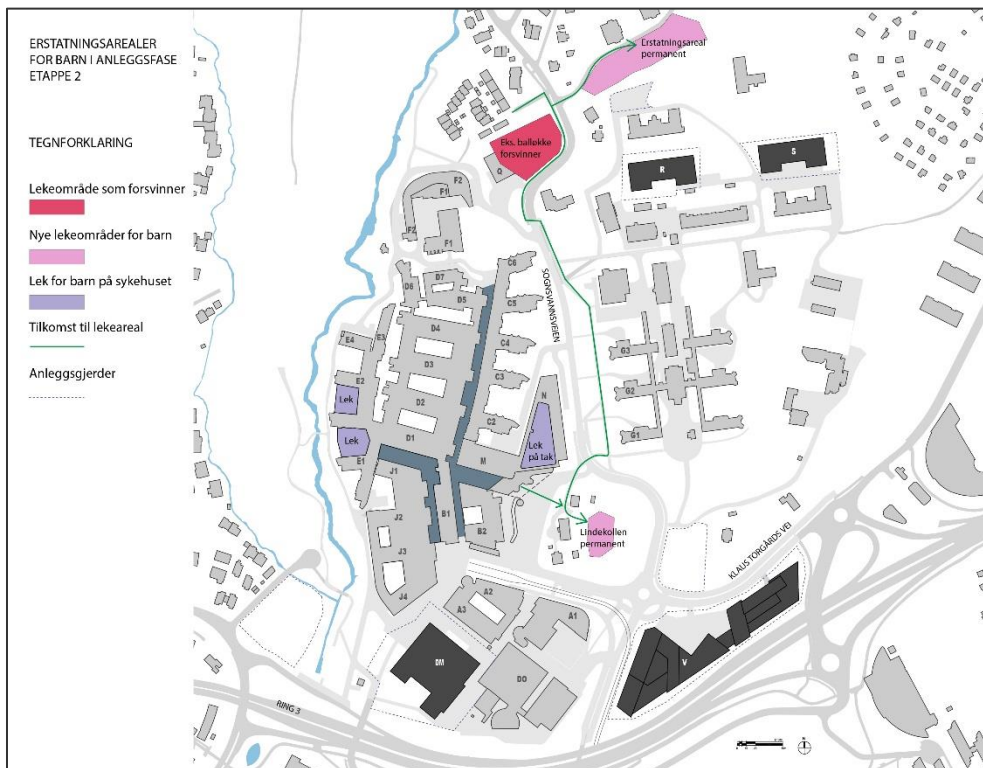 ERSTATNINGSAREALER
FOR BARN I ANLEGGSFASE
ETAPPE 2
TEGNFORKLARING
Lekeområde som forsvinner
Nye lekeområder for barn
Lek for barn på sykehuset
Tilkomst til lekeareal
Anleggsgjerder
Erstatningsareal
permanent
Eks. balløkke
forsvinner
Q
R
S
F2
F1
F2
F1
C6
D7
D6
D5
C5
SOGNSVANNSVEIEN
D4
E3
E4
C4
D3
G3
E2
C3
D2
G2
Lek
N
C2
D1
G1
Lek
Lek
på tak
E1
M
J1
J2
B1
B2
Lindekollen
permanent
J3
KLAUS TORGÅRDS VEI
J4
A2
A3
A1
DM
DO
V
RING 3
N